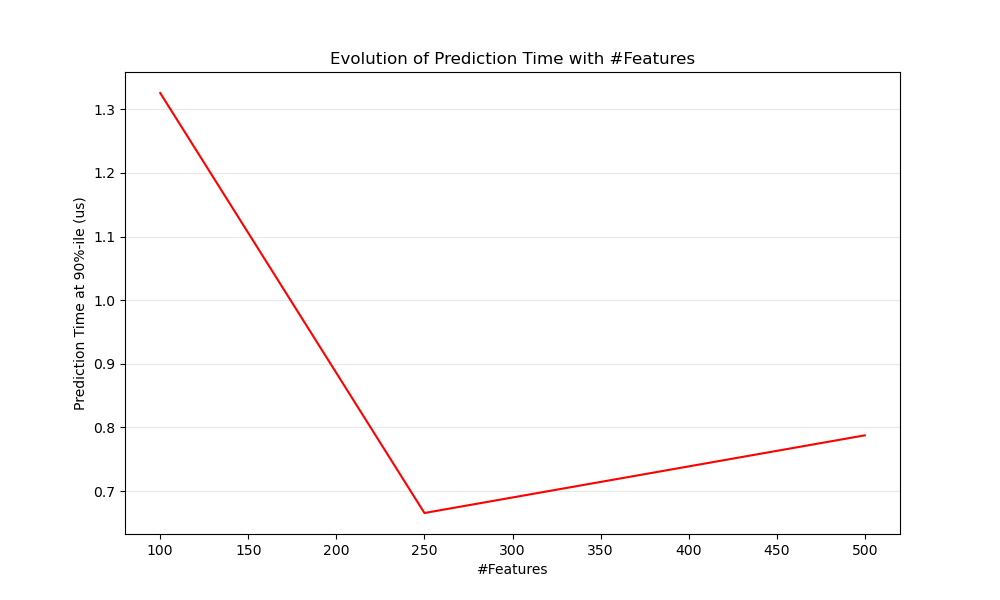 Evolution of Prediction Time with #Features
Prediction Time at 90%-ile (us)
1.3
1.2
1.1
1.0
0.9
0.8
0.7
100 150 200 250 300 350 400 450 500
#Features